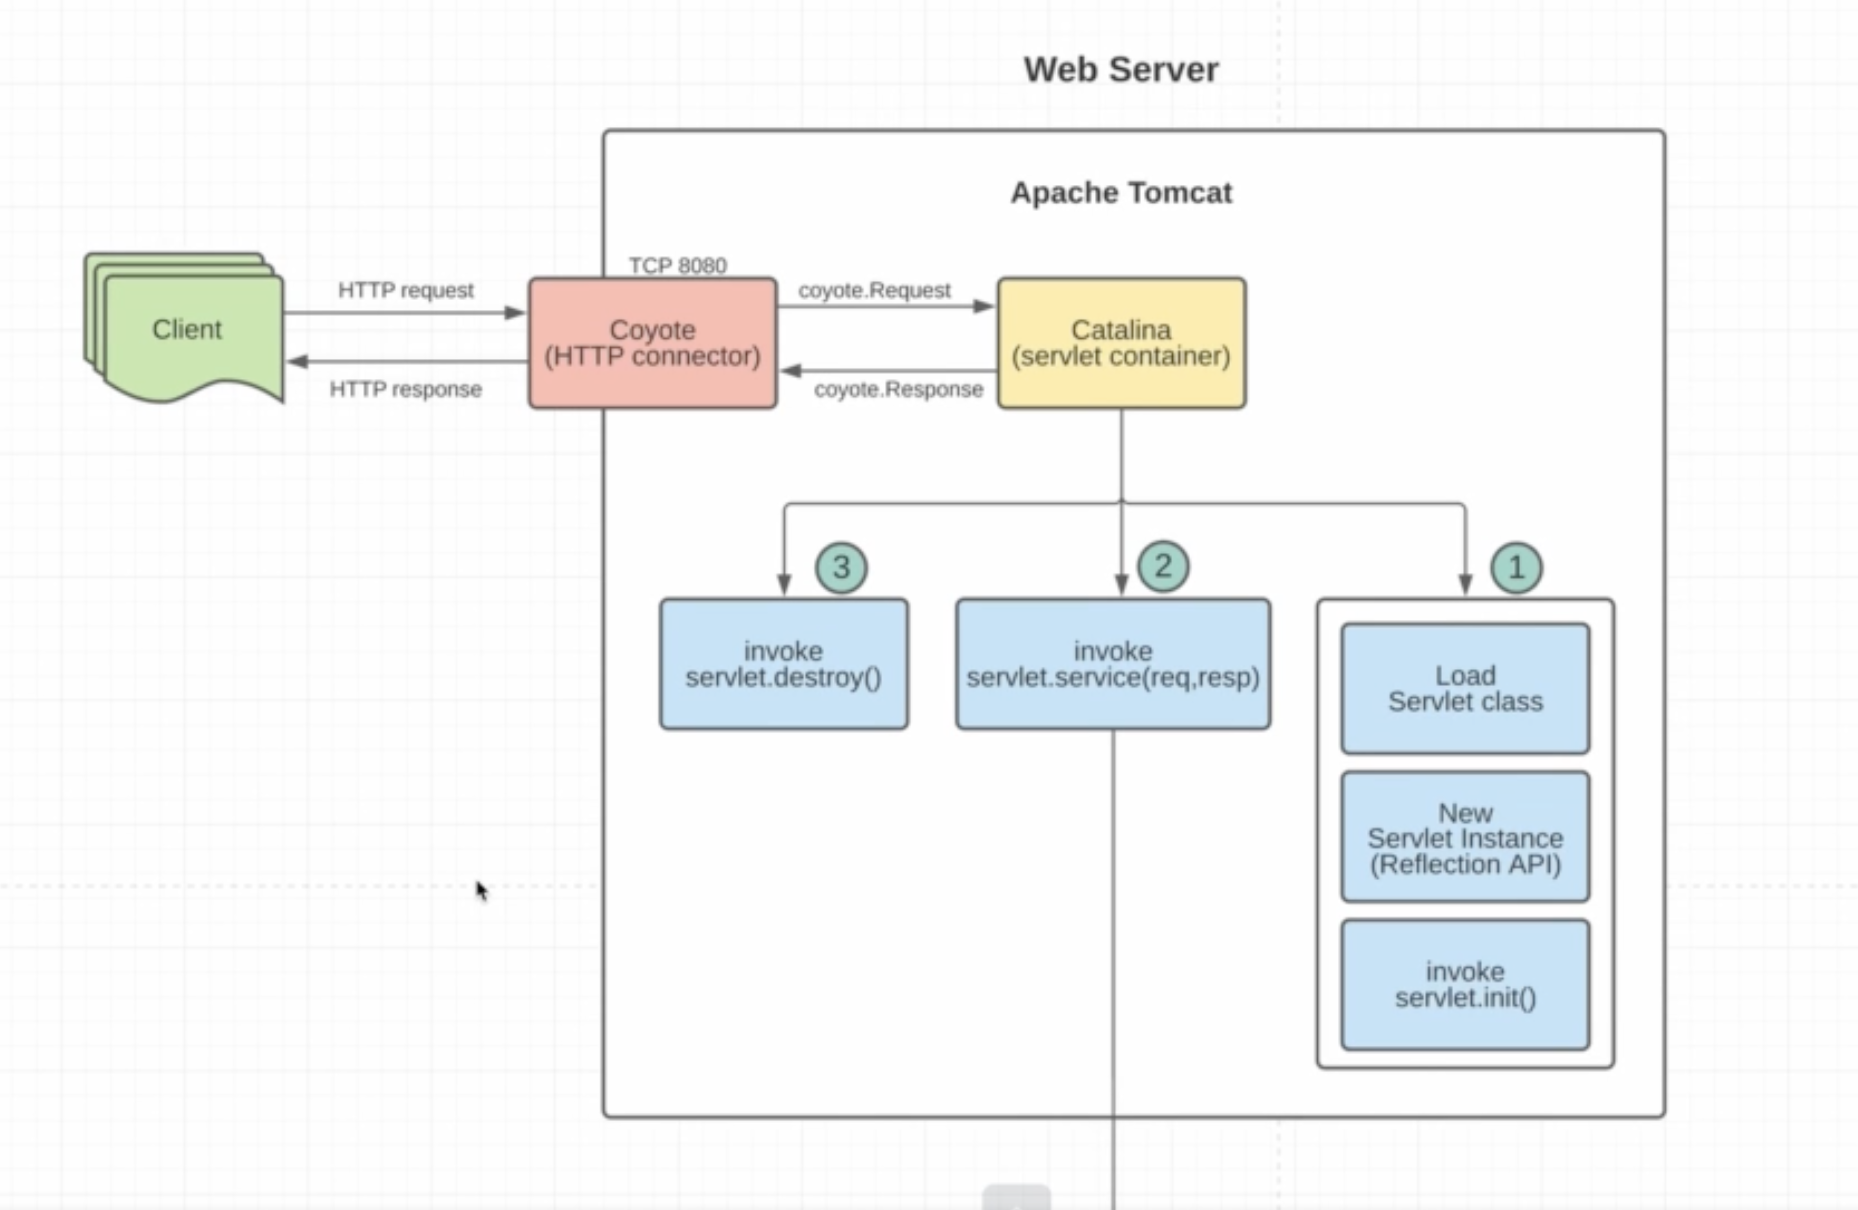 Web Server
Apache Tomcat
TCP 8080
HTTP request
coyote.Request
Client
Coyote
(HTTP connector)
Catalina
(servlet container)
HTTP response
coyote.Response
3
2
1
invoke
servlet.destroy()
invoke
servlet.service(req,resp)
Load
Servlet class
New
Servlet Instance
(Reflection API)
invoke
servlet.init()